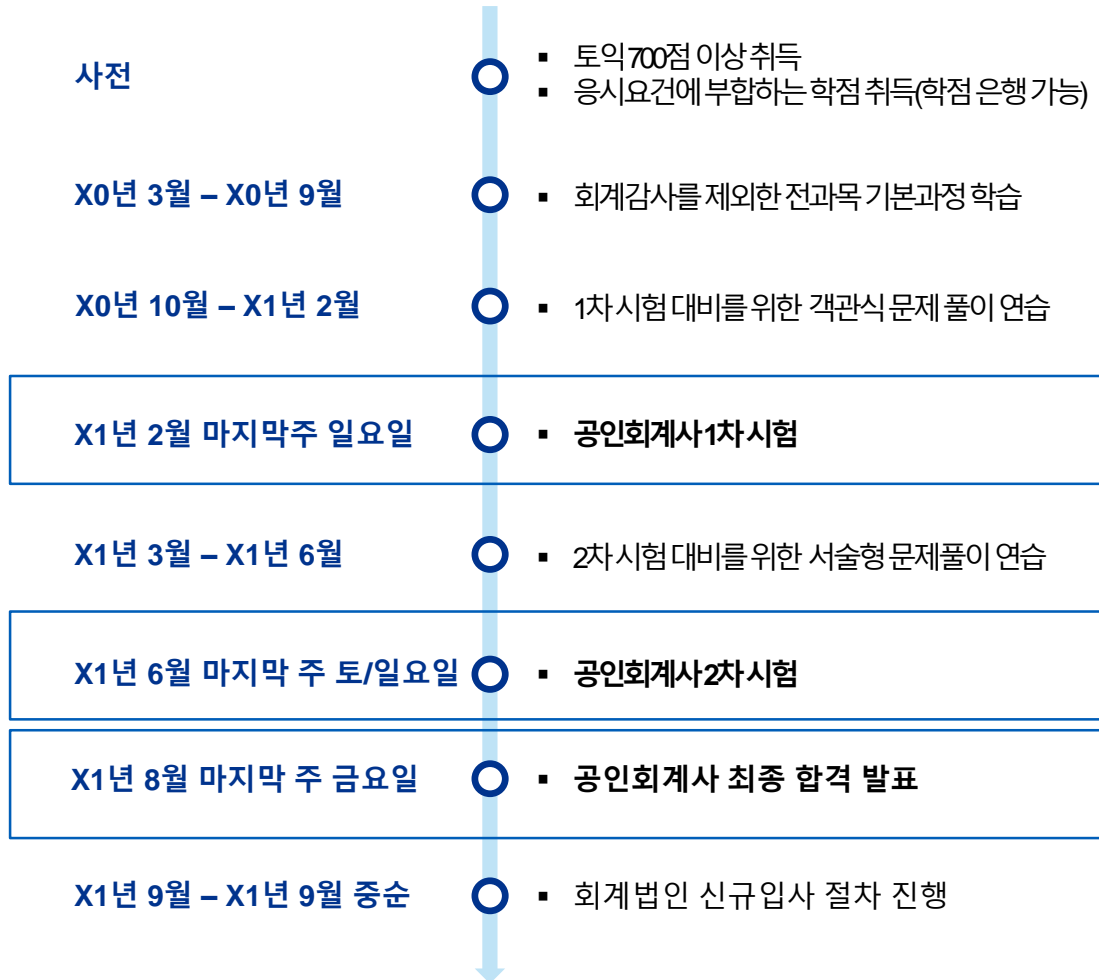 사전
▪ 토익 700점 이상 취득
▪ 응시요건에 부합하는 학점 취득(학점 은행 가능)
X0년 3월 – X0년 9월
▪ 회계감사를 제외한 전과목 기본과정 학습
X0년 10월 – X1년 2월
▪ 1차 시험 대비를 위한 객관식 문제 풀이 연습
X1년 2월 마지막주 일요일
▪ 공인회계사 1차 시험
X1년 3월 – X1년 6월
▪ 2차 시험 대비를 위한 서술형 문제풀이 연습
X1년 6월 마지막 주 토/일요일
▪ 공인회계사 2차 시험
X1년 8월 마지막 주 금요일
▪ 공인회계사 최종 합격 발표
X1년 9월 – X1년 9월 중순
▪ 회계법인 신규입사 절차 진행